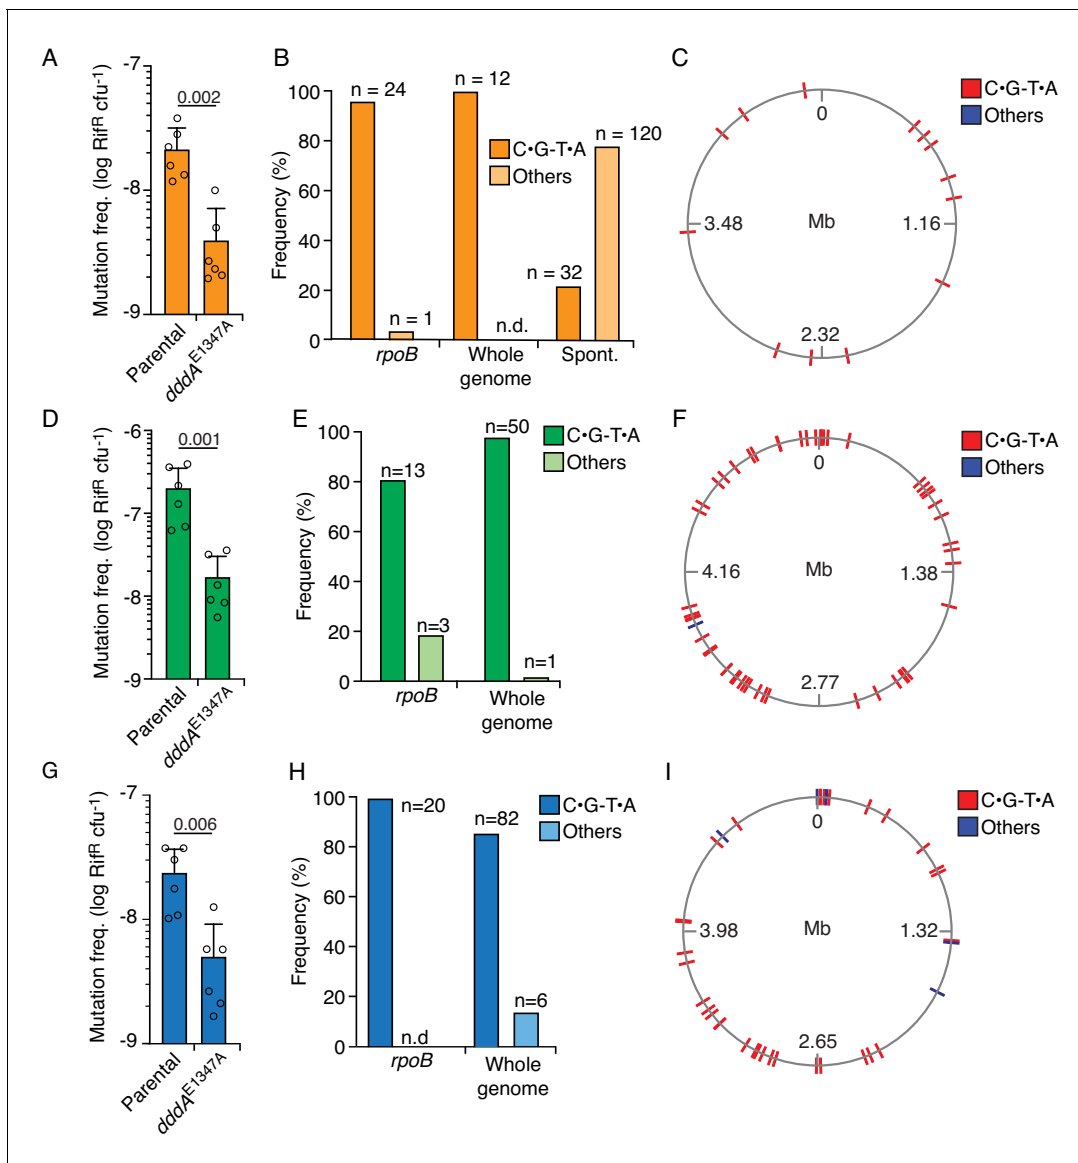 A
Mutation freq. (log Rifᴿ cfu⁻¹)
-7
-8
-9
0.002
Parental
dddAᴱ¹³⁴⁷ᴬ
B
Frequency (%)
100
80
60
40
20
0
n = 24
n = 1
n = 12
n.d.
n = 32
n = 120
C•G-T•A
Others
rpoB
Whole
genome
Spont.
C
0
1.16
2.32
3.48
Mb
C•G-T•A
Others
D
Mutation freq. (log Rifᴿ cfu⁻¹)
-6
-7
-8
-9
0.001
Parental
dddAᴱ¹³⁴⁷ᴬ
E
Frequency (%)
100
80
60
40
20
0
n=13
n=3
n=50
n=1
C•G-T•A
Others
rpoB
Whole
genome
F
0
1.38
2.77
4.16
Mb
C•G-T•A
Others
G
Mutation freq. (log Rifᴿ cfu⁻¹)
-7
-8
-9
0.006
Parental
dddAᴱ¹³⁴⁷ᴬ
H
Frequency (%)
100
80
60
40
20
0
n=20
n.d
n=82
n=6
C•G-T•A
Others
rpoB
Whole
genome
I
0
1.32
2.65
3.98
Mb
C•G-T•A
Others